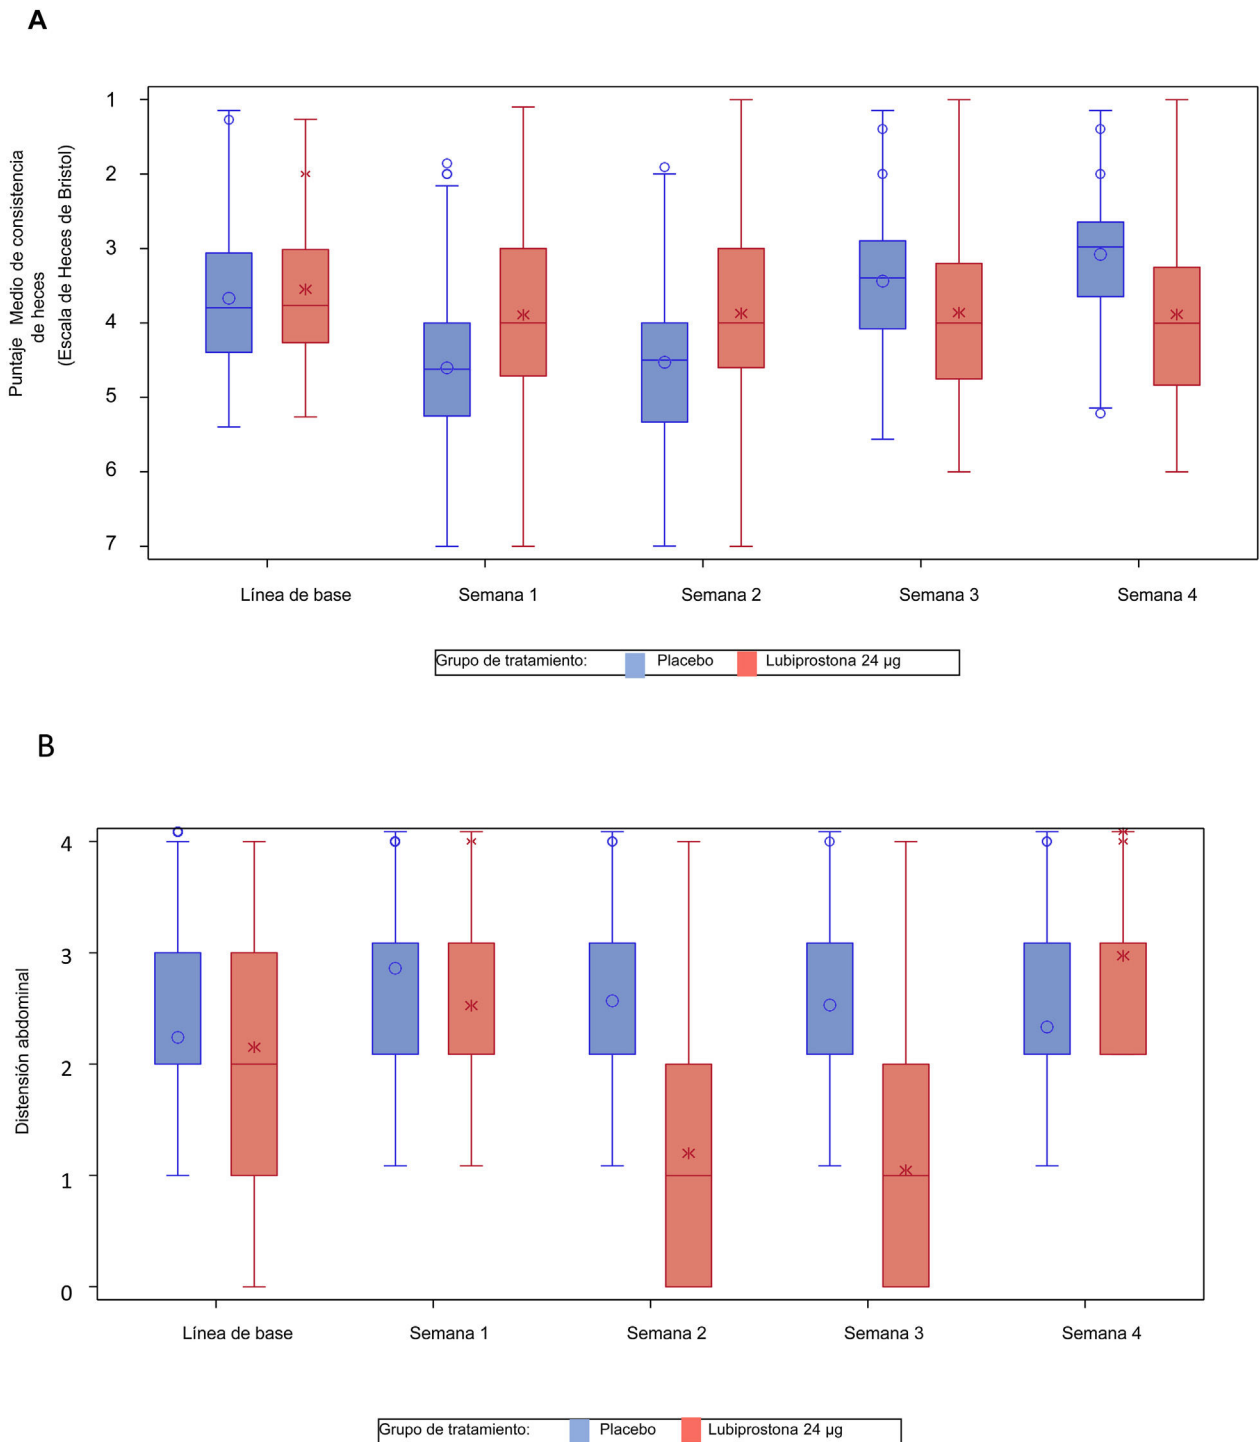 A
Puntaje Medio de consistencia
de heces
(Escala de Heces de Bristol)
1
2
3
4
5
6
7
Línea de base Semana 1 Semana 2 Semana 3 Semana 4
Grupo de tratamiento: Placebo Lubiprostona 24 µg
B
Distensión abdominal
4
3
2
1
0
Línea de base Semana 1 Semana 2 Semana 3 Semana 4
Grupo de tratamiento: Placebo Lubiprostona 24 µg